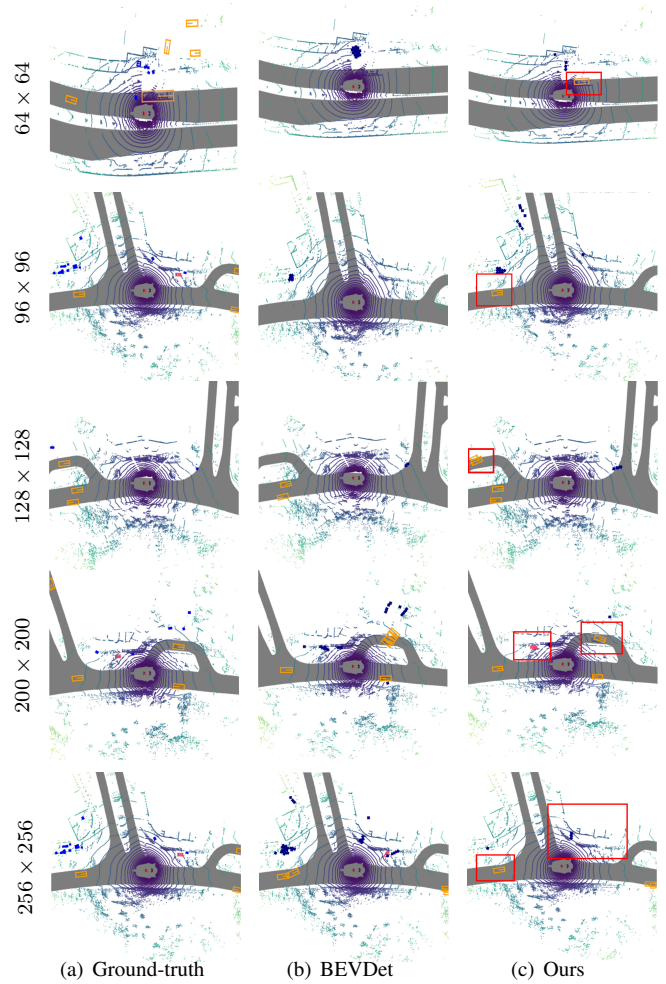 64 × 64
96 × 96
128 × 128
200 × 200
256 × 256
(a) Ground-truth (b) BEVDet (c) Ours